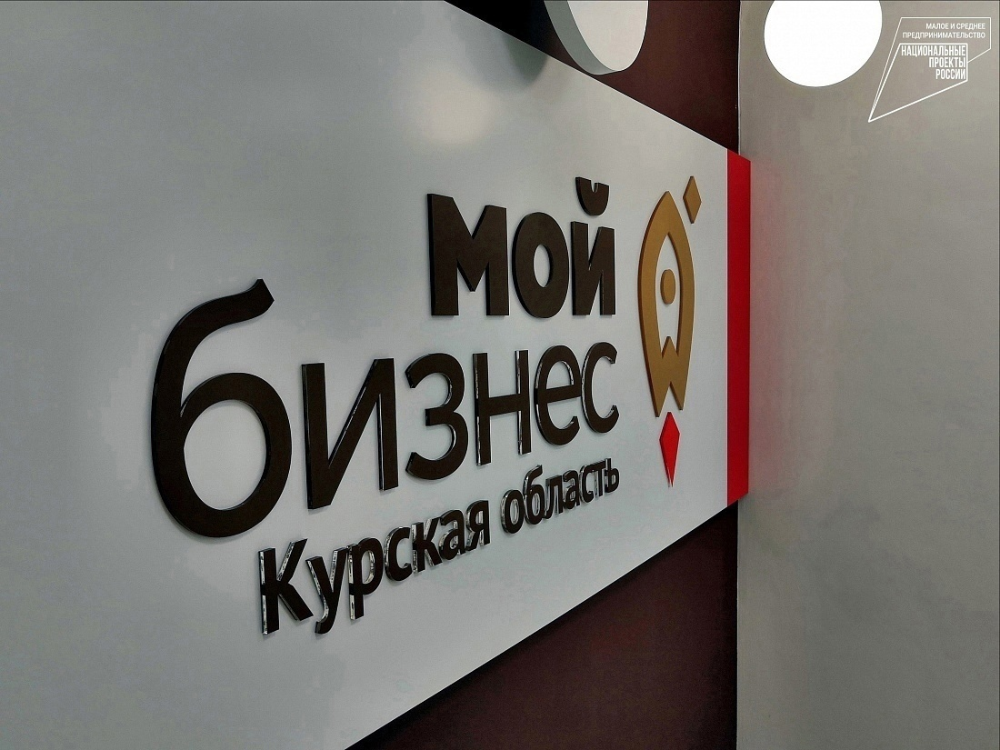 МАЛОЕ И СРЕДНЕЕ
ПРЕДПРИНИМАТЕЛЬСТВО
НАЦИОНАЛЬНЫЕ
ПРОЕКТЫ
РОССИИ
мой
бизнес
Курская область